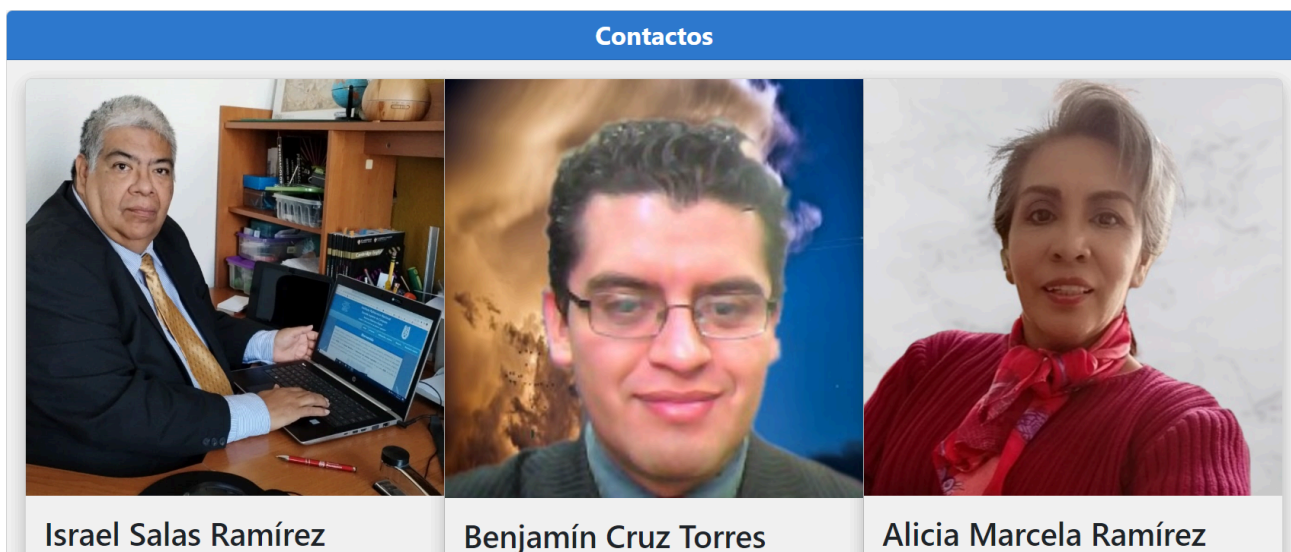 Contactos
Israel Salas Ramírez
Benjamín Cruz Torres
Alicia Marcela Ramírez